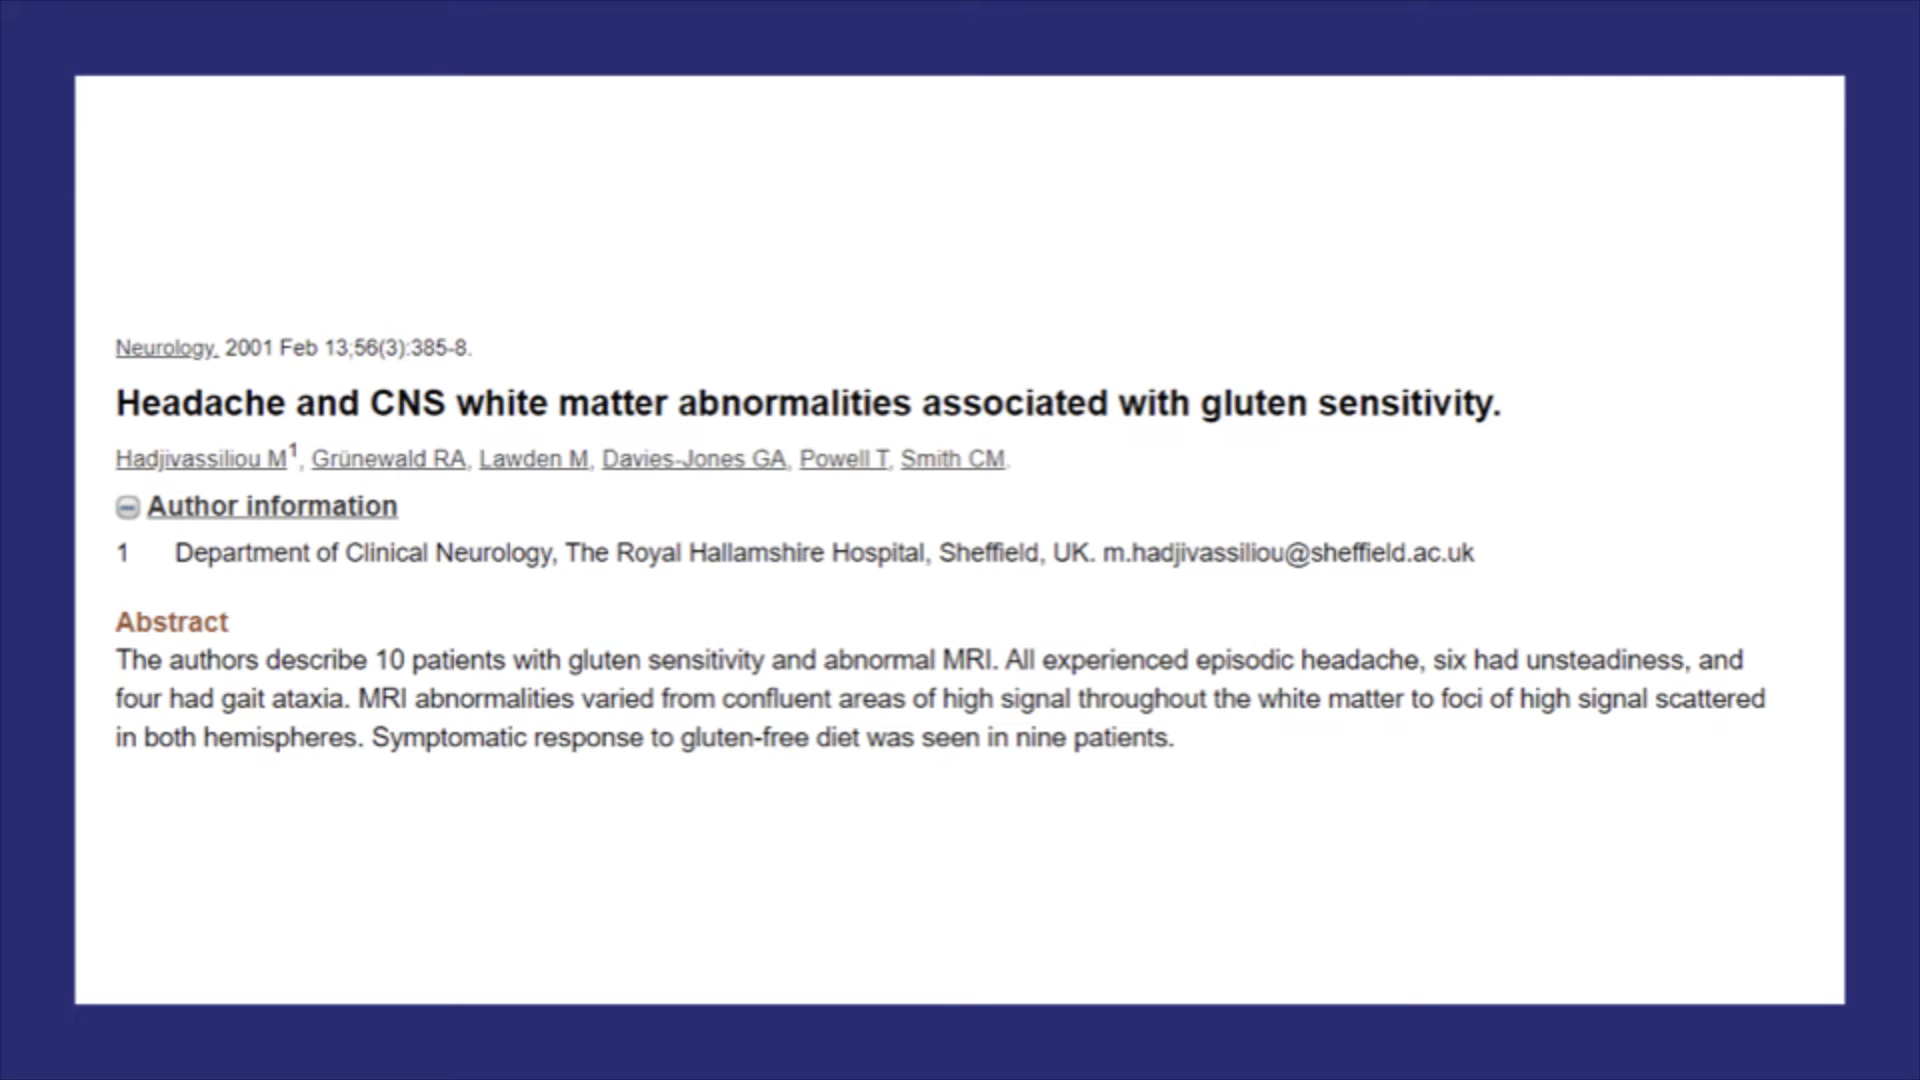 Neurology. 2001 Feb 13;56(3):385-8.
Headache and CNS white matter abnormalities associated with gluten sensitivity.
Hadjivassiliou M1, Grünewald RA, Lawden M, Davies-Jones GA, Powell T, Smith CM.
Author information
1 Department of Clinical Neurology, The Royal Hallamshire Hospital, Sheffield, UK. m.hadjivassiliou@sheffield.ac.uk
Abstract
The authors describe 10 patients with gluten sensitivity and abnormal MRI. All experienced episodic headache, six had unsteadiness, and
four had gait ataxia. MRI abnormalities varied from confluent areas of high signal throughout the white matter to foci of high signal scattered
in both hemispheres. Symptomatic response to gluten-free diet was seen in nine patients.